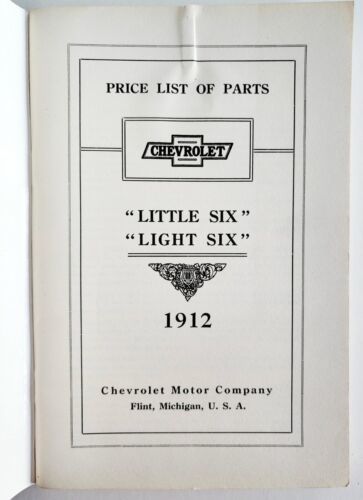 PRICE LIST OF PARTS
CHEVROLET
"LITTLE SIX"
"LIGHT SIX"
1912
Chevrolet Motor Company
Flint, Michigan, U. S. A.